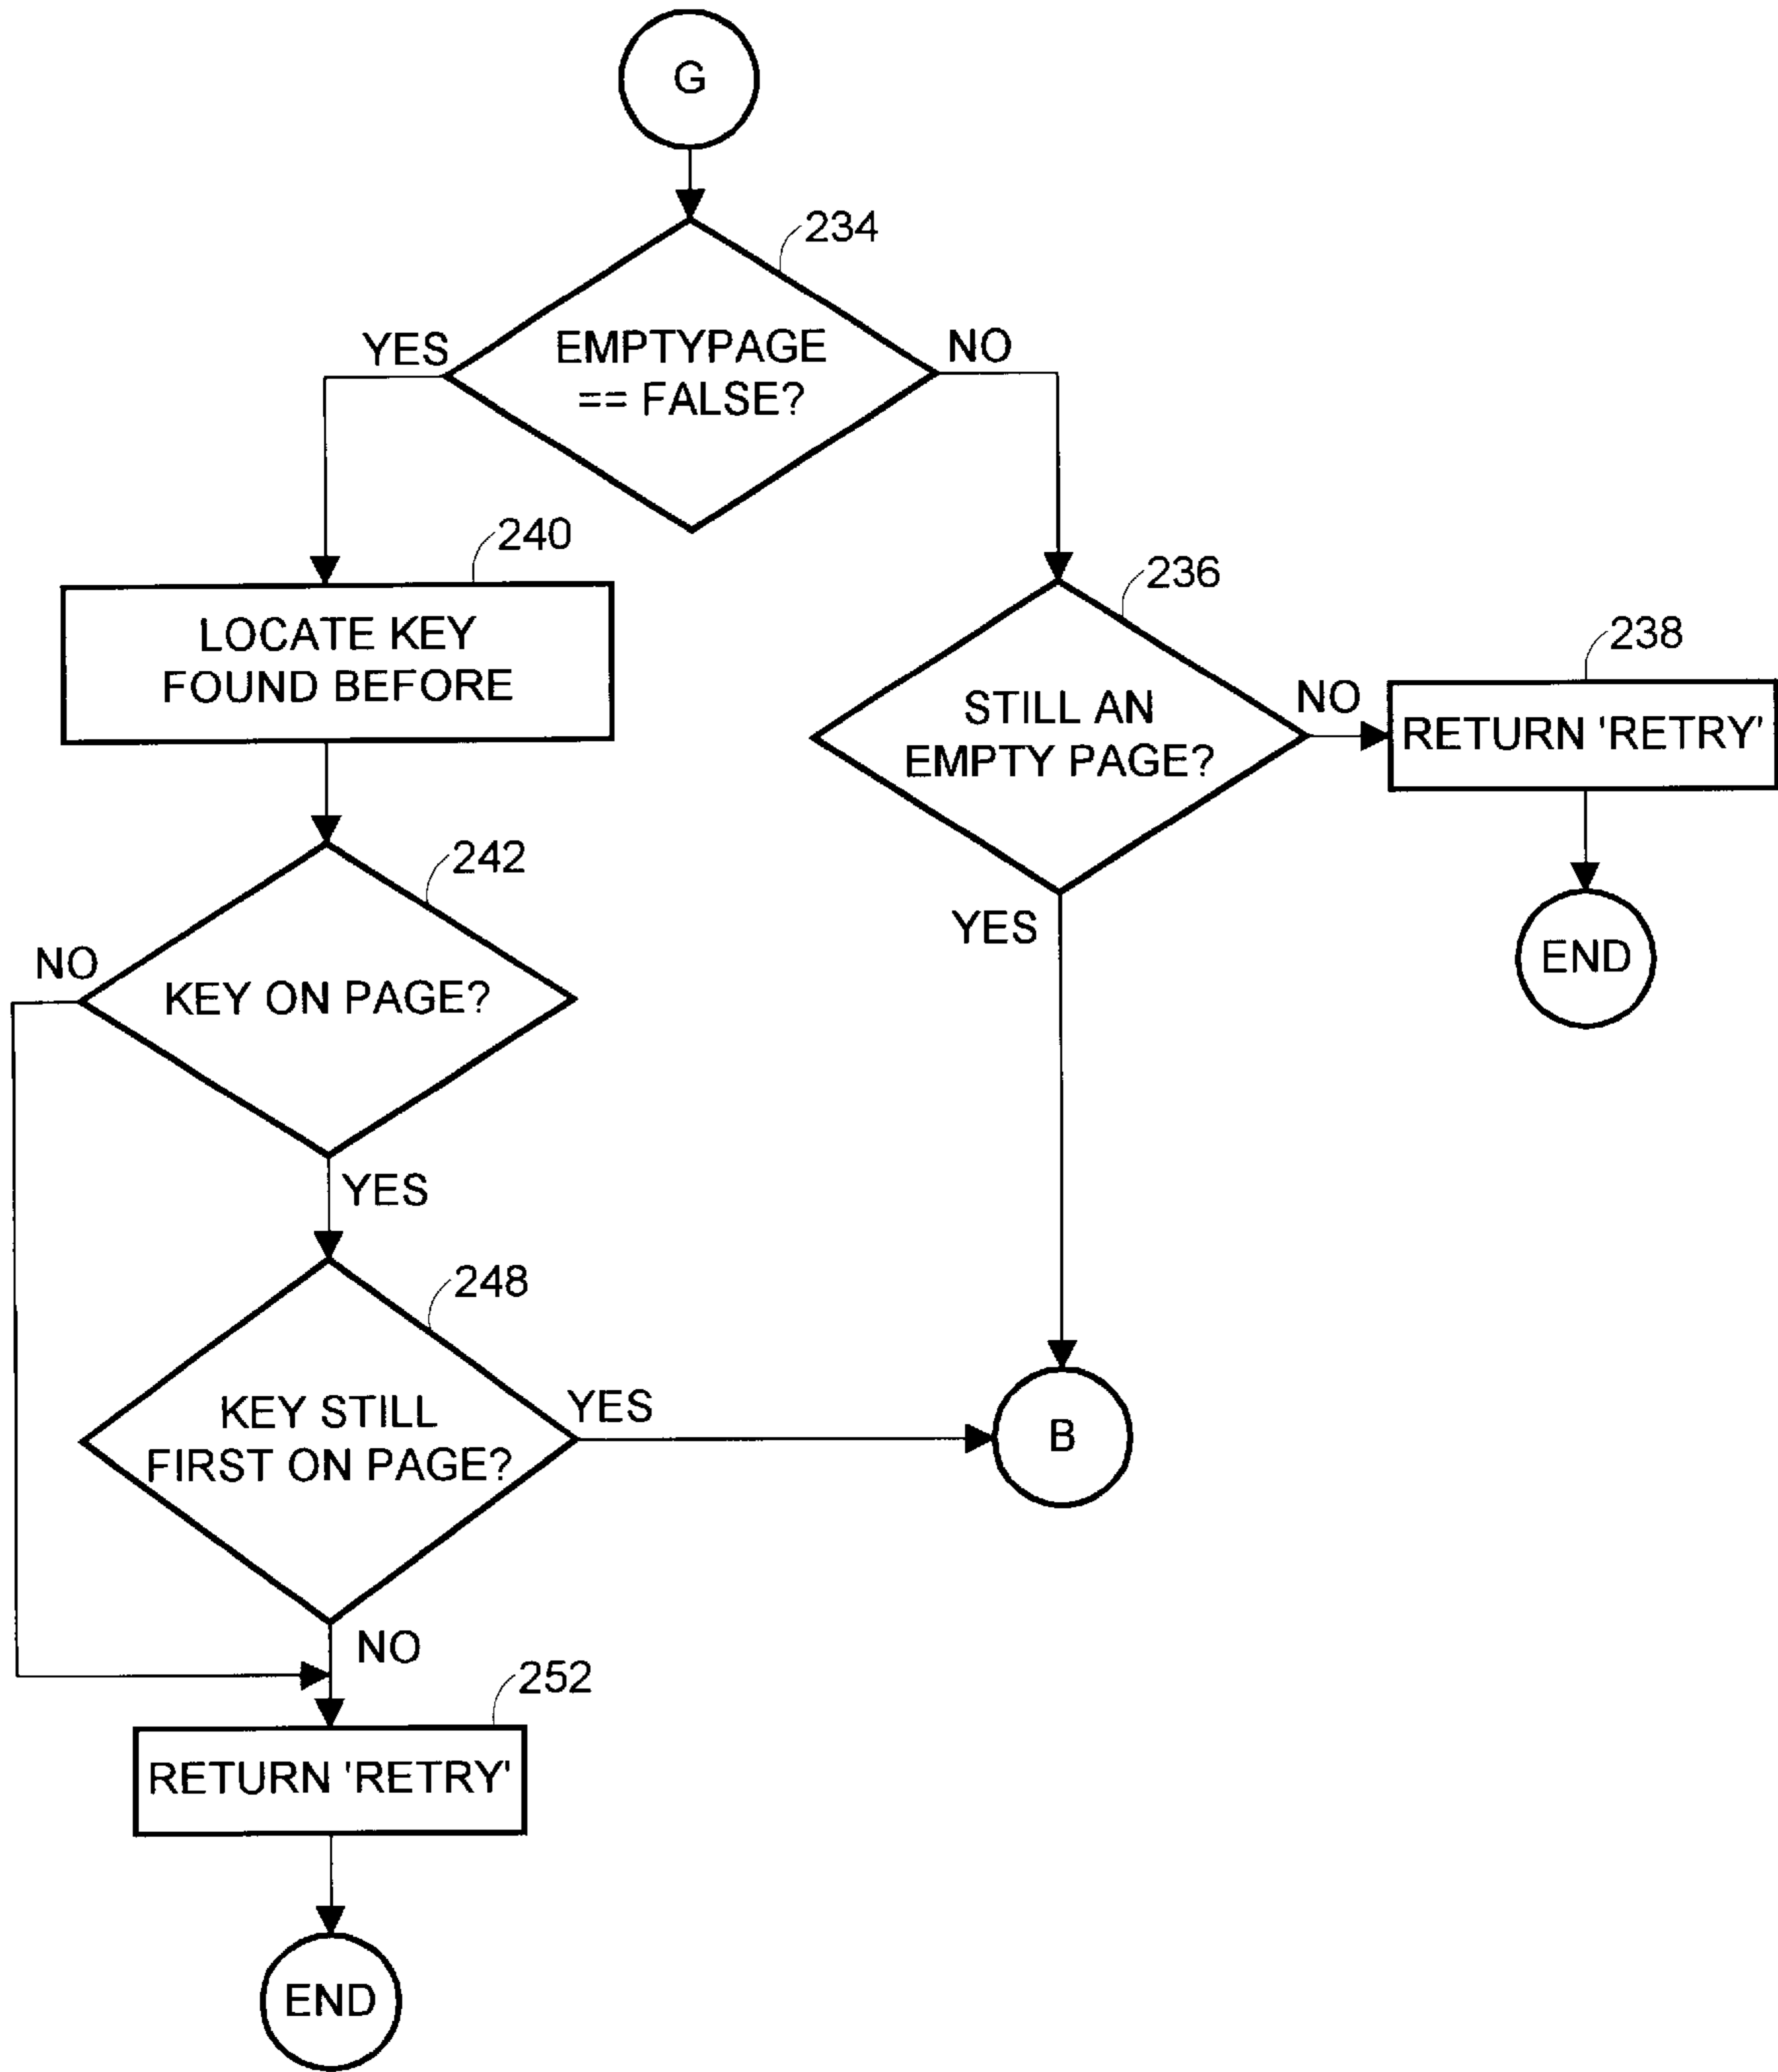 G
234
EMPTYPAGE
== FALSE?
YES
NO
240
LOCATE KEY
FOUND BEFORE
236
STILL AN
EMPTY PAGE?
NO
238
RETURN 'RETRY'
END
YES
242
KEY ON PAGE?
NO
YES
248
KEY STILL
FIRST ON PAGE?
YES
B
NO
252
RETURN 'RETRY'
END